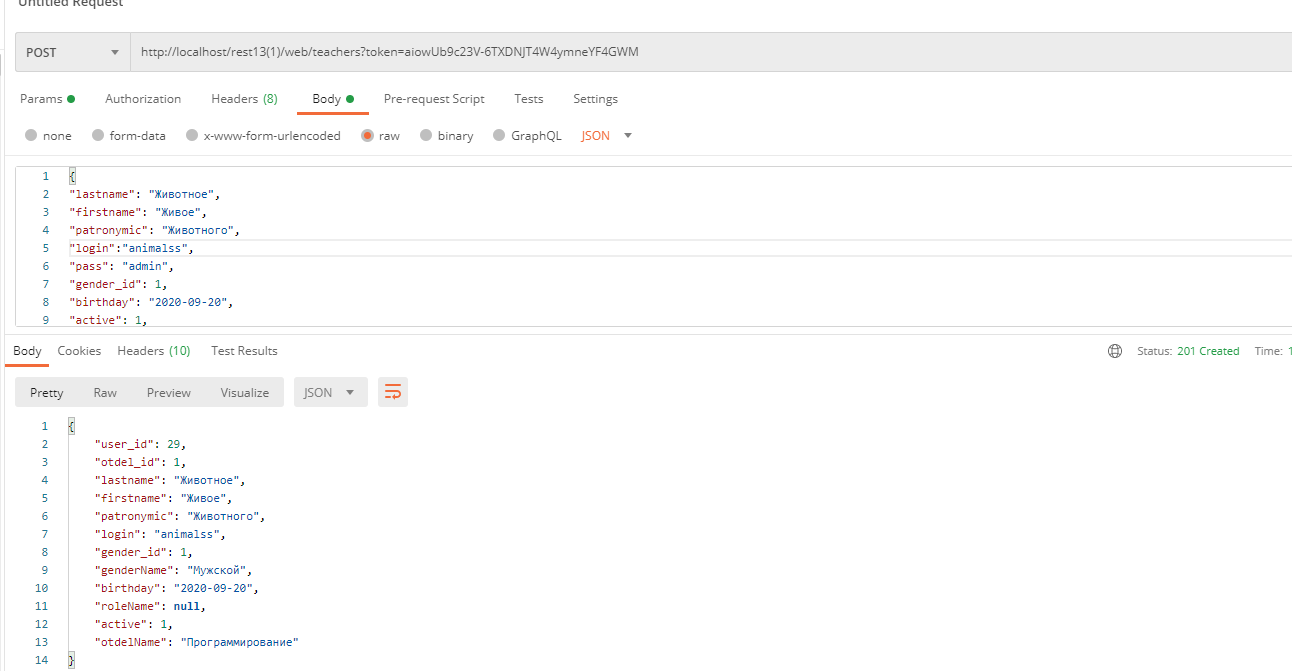 Untitled Request
POST http://localhost/rest13(1)/web/teachers?token=aiowUb9c23V-6TXDNJT4W4ymneYF4GWM
Params Authorization Headers (8) Body Pre-request Script Tests Settings
none form-data x-www-form-urlencoded raw binary GraphQL JSON
1 {
2 "lastname": "Животное",
3 "firstname": "Живое",
4 "patronymic": "Животного",
5 "login":"animalss",
6 "pass": "admin",
7 "gender_id": 1,
8 "birthday": "2020-09-20",
9 "active": 1,
Body Cookies Headers (10) Test Results Status: 201 Created Time: 1
Pretty Raw Preview Visualize JSON
1 {
2 "user_id": 29,
3 "otdel_id": 1,
4 "lastname": "Животное",
5 "firstname": "Живое",
6 "patronymic": "Животного",
7 "login": "animalss",
8 "gender_id": 1,
9 "genderName": "Мужской",
10 "birthday": "2020-09-20",
11 "roleName": null,
12 "active": 1,
13 "otdelName": "Программирование"
14 }